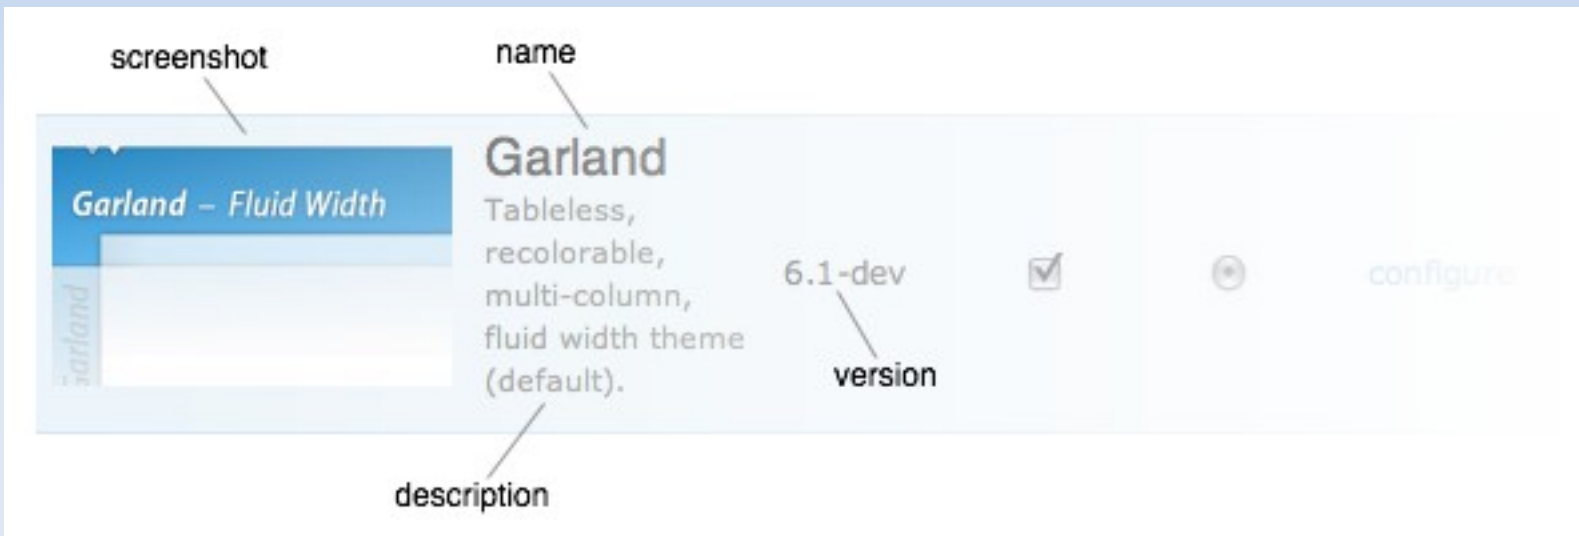 screenshot
name
Garland
Garland – Fluid Width
Tableless,
recolorable,
multi-column,
fluid width theme
(default).
6.1-dev
configure
Garland
version
description